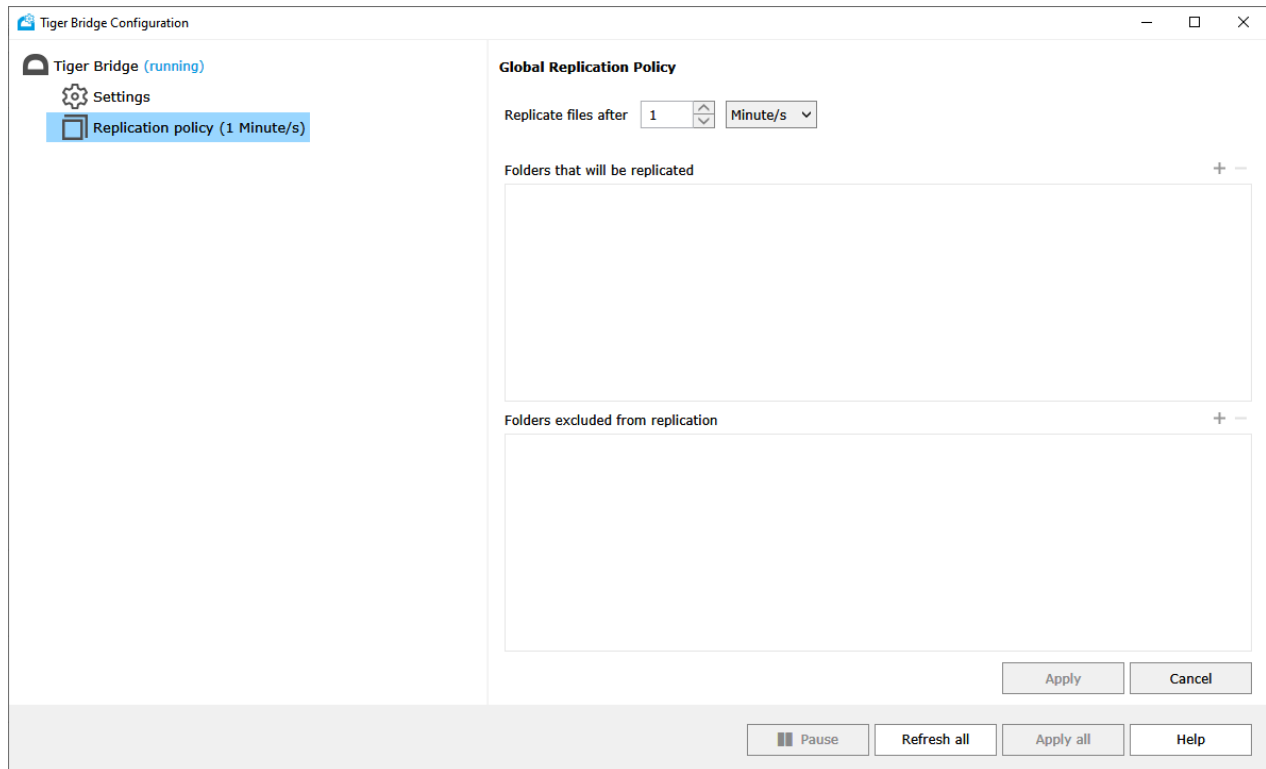 Tiger Bridge Configuration
Tiger Bridge (running)
Settings
Replication policy (1 Minute/s)
Global Replication Policy
Replicate files after 1 Minute/s
Folders that will be replicated
Folders excluded from replication
Apply Cancel
Pause Refresh all Apply all Help